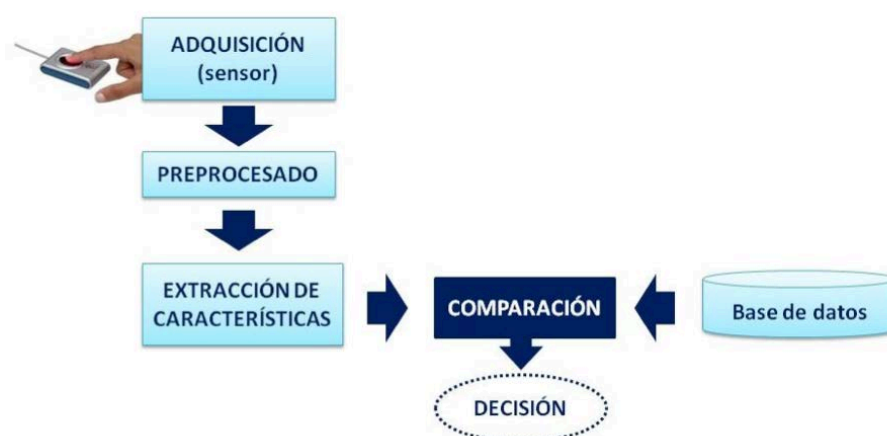 ADQUISICIÓN
(sensor)
PREPROCESADO
EXTRACCIÓN DE
CARACTERÍSTICAS
COMPARACIÓN
Base de datos
DECISIÓN